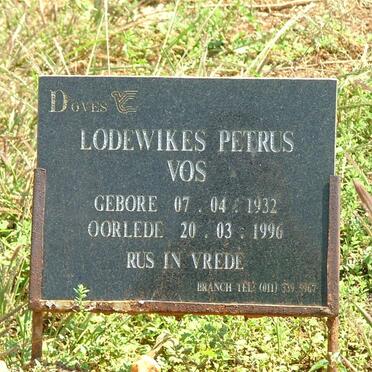 DOVES
LODEWIKES PETRUS
VOS
GEBORE 07 . 04 . 1932
OORLEDE 20 . 03 . 1996
RUS IN VREDE
BRANCH TEL: (011)